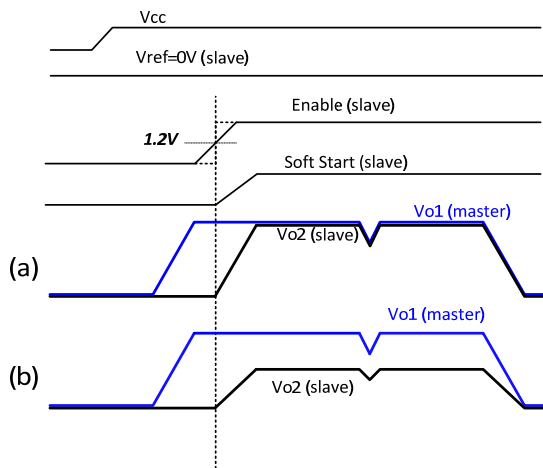 Vcc
Vref=0V (slave)
Enable (slave)
1.2V
Soft Start (slave)
Vo1 (master)
Vo2 (slave)
(a)
Vo1 (master)
(b)
Vo2 (slave)